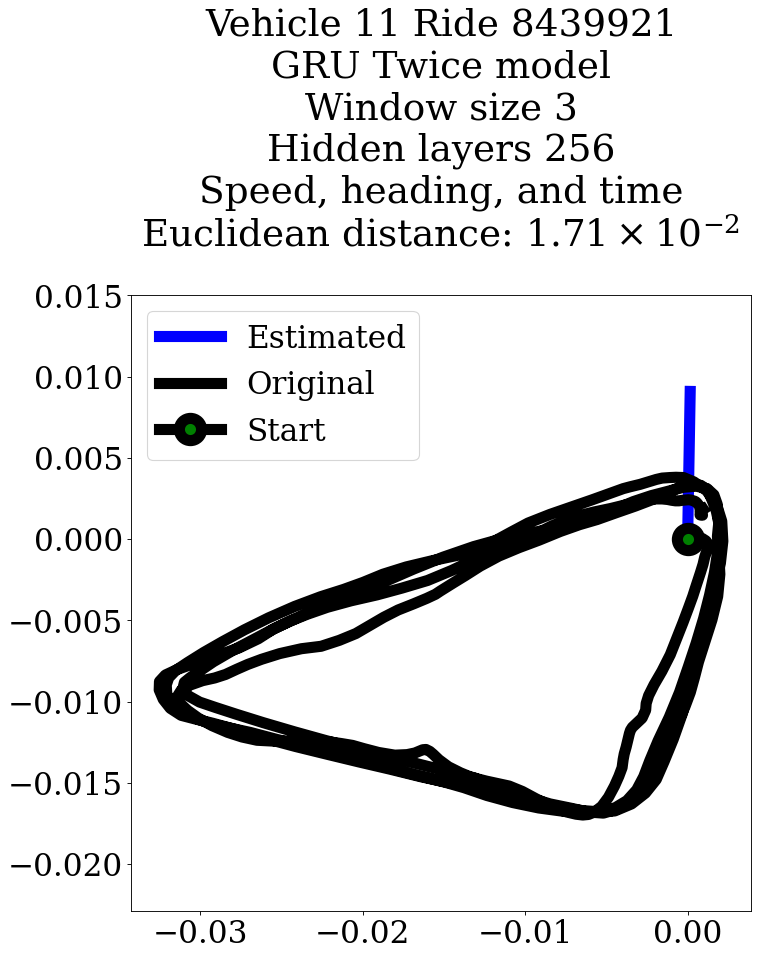 Vehicle 11 Ride 8439921
GRU Twice model
Window size 3
Hidden layers 256
Speed, heading, and time
Euclidean distance: 1.71 × 10⁻²
0.015
0.010
0.005
0.000
−0.005
−0.010
−0.015
−0.020
Estimated
Original
Start
−0.03 −0.02 −0.01 0.00